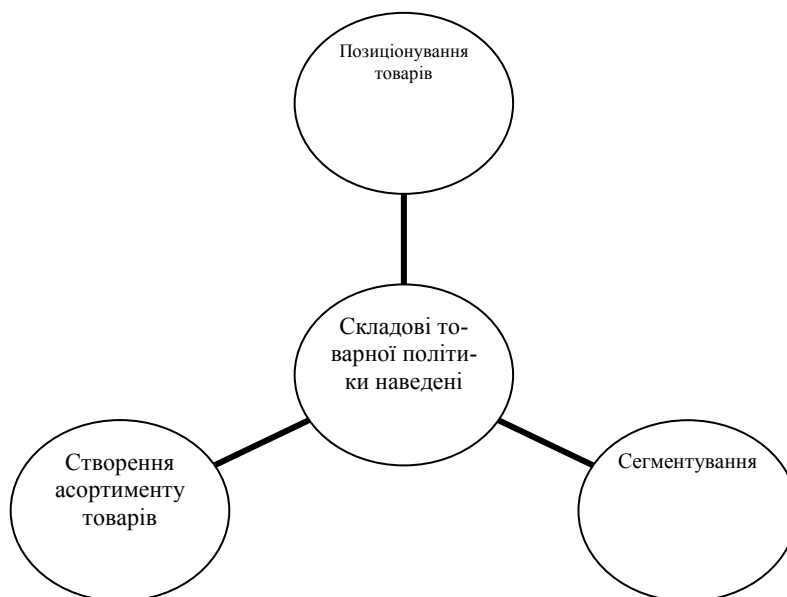 Позиціонування
товарів
Складові то-
варної політи-
ки наведені
Створення
асортименту
товарів
Сегментування